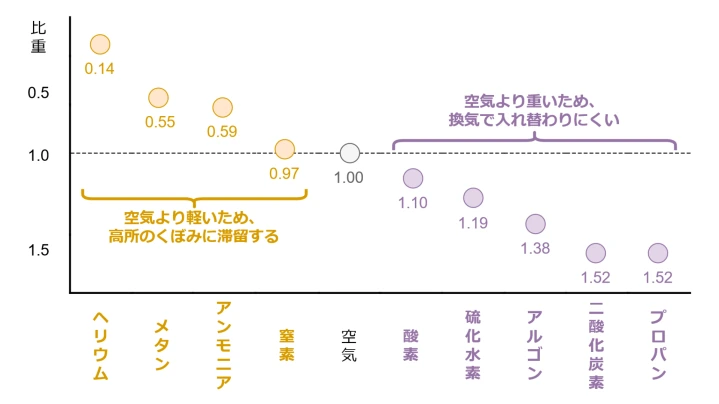 比重
0.5
1.0
1.5
0.14
0.55
0.59
0.97
1.00
1.10
1.19
1.38
1.52
1.52
空気より重いため、
換気で入れ替わりにくい
空気より軽いため、
高所のくぼみに滞留する
ヘリウム
メタン
アンモニア
窒素
空気
酸素
硫化水素
アルゴン
二酸化炭素
プロパン